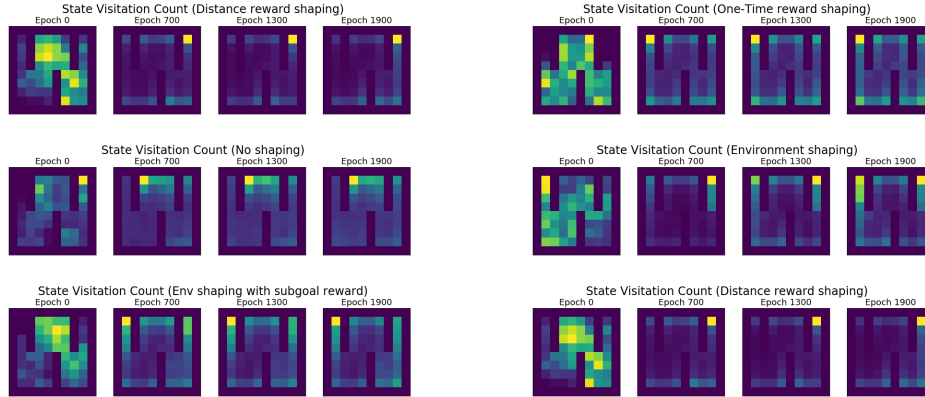 State Visitation Count (Distance reward shaping)
Epoch 0 Epoch 700 Epoch 1300 Epoch 1900
State Visitation Count (One-Time reward shaping)
Epoch 0 Epoch 700 Epoch 1300 Epoch 1900
State Visitation Count (No shaping)
Epoch 0 Epoch 700 Epoch 1300 Epoch 1900
State Visitation Count (Environment shaping)
Epoch 0 Epoch 700 Epoch 1300 Epoch 1900
State Visitation Count (Env shaping with subgoal reward)
Epoch 0 Epoch 700 Epoch 1300 Epoch 1900
State Visitation Count (Distance reward shaping)
Epoch 0 Epoch 700 Epoch 1300 Epoch 1900